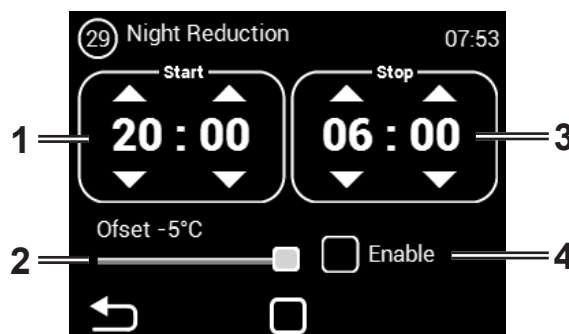 29 Night Reduction 07:53
Start Stop
1 20 : 00 06 : 00 3
Ofset -5°C
2 Enable 4